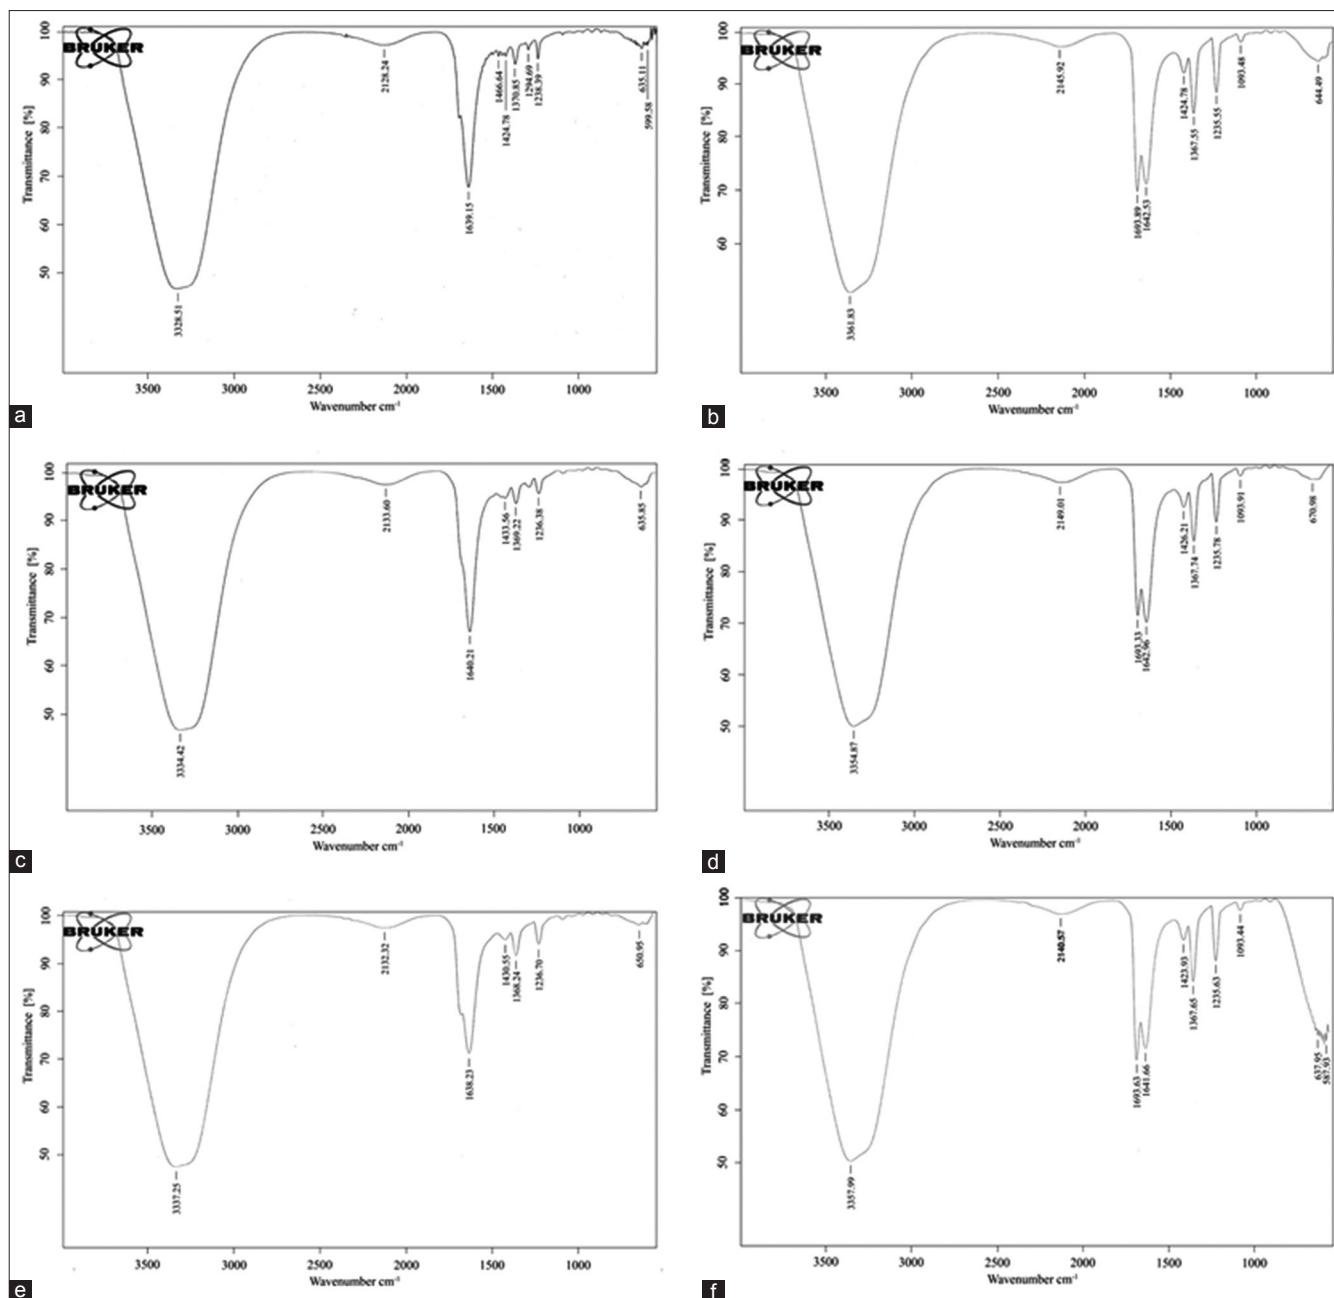 100
90
80
70
60
50
Transmittance [%]
BRUKER
3328.51
2128.24
1639.15
1466.64
1424.78
1370.85
1294.69
1238.39
635.11
599.58
3500 3000 2500 2000 1500 1000
Wavenumber cm-1
a
100
90
80
70
60
Transmittance [%]
BRUKER
3361.83
2145.92
1693.89
1642.53
1424.78
1367.55
1235.55
1093.48
644.49
3500 3000 2500 2000 1500 1000
Wavenumber cm-1
b
100
90
80
70
60
50
Transmittance [%]
BRUKER
3334.42
2133.60
1640.21
1433.56
1369.22
1236.38
635.85
3500 3000 2500 2000 1500 1000
Wavenumber cm-1
c
100
90
80
70
60
50
Transmittance [%]
BRUKER
3354.87
2149.01
1693.33
1642.96
1426.21
1367.74
1235.78
1093.91
670.98
3500 3000 2500 2000 1500 1000
Wavenumber cm-1
d
100
90
80
70
60
50
Transmittance [%]
BRUKER
3337.25
2132.32
1638.23
1430.55
1368.24
1236.70
650.95
3500 3000 2500 2000 1500 1000
Wavenumber cm-1
e
100
90
80
70
60
50
Transmittance [%]
BRUKER
3357.99
2140.57
1693.63
1641.66
1423.93
1367.65
1235.63
1093.44
637.95
587.93
3500 3000 2500 2000 1500 1000
Wavenumber cm-1
f